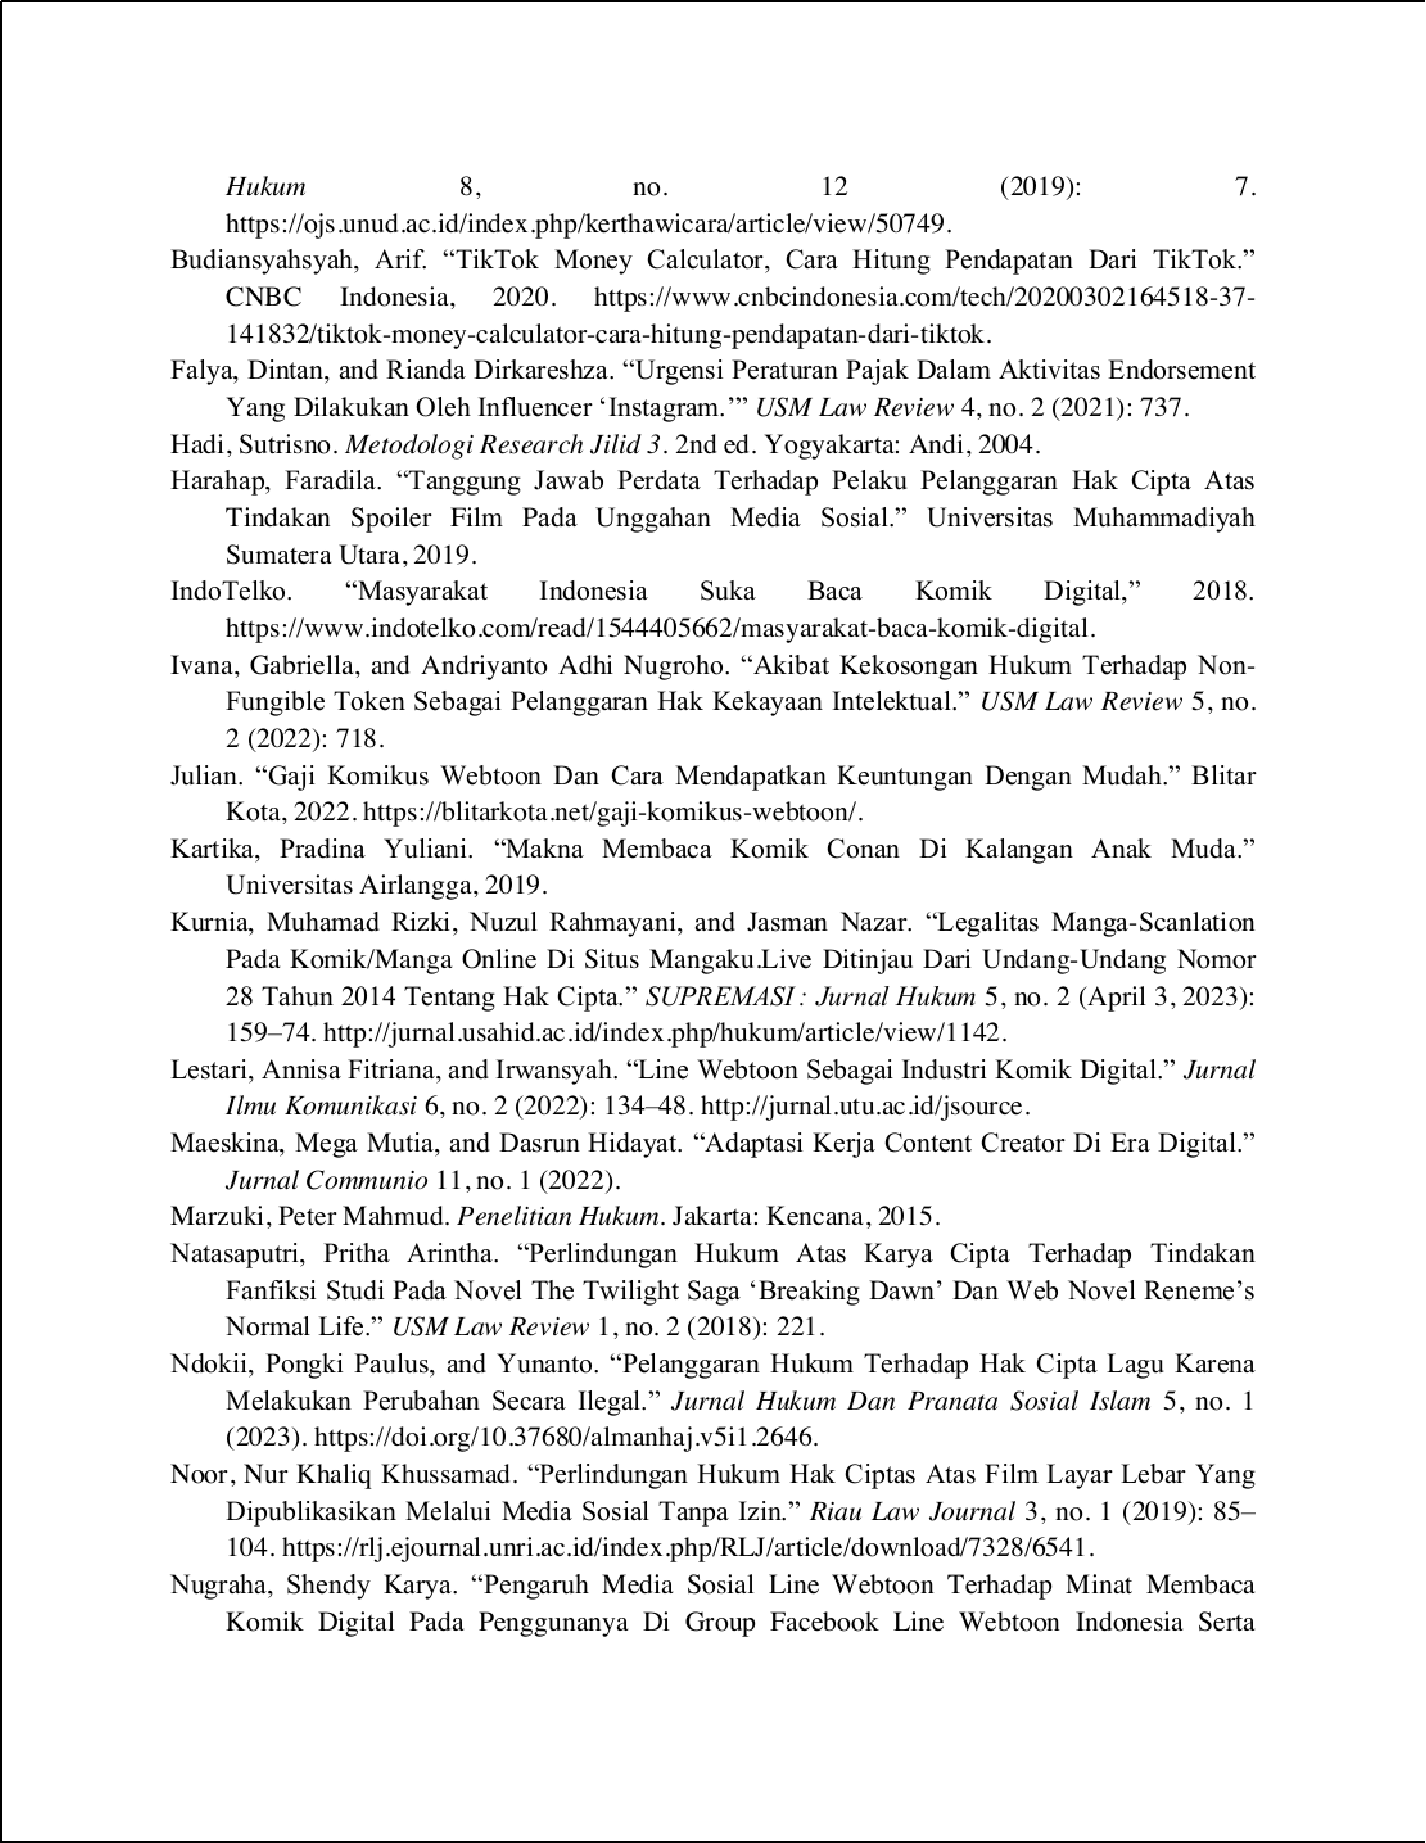 Hukum 8, no. 12 (2019): 7.
https://ojs.unud.ac.id/index.php/kerthawicara/article/view/50749.
Budiansyahsyah, Arif. “TikTok Money Calculator, Cara Hitung Pendapatan Dari TikTok.”
CNBC Indonesia, 2020. https://www.cnbcindonesia.com/tech/20200302164518-37-
141832/tiktok-money-calculator-cara-hitung-pendapatan-dari-tiktok.
Falya, Dintan, and Rianda Dirkareshza. “Urgensi Peraturan Pajak Dalam Aktivitas Endorsement
Yang Dilakukan Oleh Influencer ‘Instagram.’” USM Law Review 4, no. 2 (2021): 737.
Hadi, Sutrisno. Metodologi Research Jilid 3. 2nd ed. Yogyakarta: Andi, 2004.
Harahap, Faradila. “Tanggung Jawab Perdata Terhadap Pelaku Pelanggaran Hak Cipta Atas
Tindakan Spoiler Film Pada Unggahan Media Sosial.” Universitas Muhammadiyah
Sumatera Utara, 2019.
IndoTelko. “Masyarakat Indonesia Suka Baca Komik Digital,” 2018.
https://www.indotelko.com/read/1544405662/masyarakat-baca-komik-digital.
Ivana, Gabriella, and Andriyanto Adhi Nugroho. “Akibat Kekosongan Hukum Terhadap Non-
Fungible Token Sebagai Pelanggaran Hak Kekayaan Intelektual.” USM Law Review 5, no.
2 (2022): 718.
Julian. “Gaji Komikus Webtoon Dan Cara Mendapatkan Keuntungan Dengan Mudah.” Blitar
Kota, 2022. https://blitarkota.net/gaji-komikus-webtoon/.
Kartika, Pradina Yuliani. “Makna Membaca Komik Conan Di Kalangan Anak Muda.”
Universitas Airlangga, 2019.
Kurnia, Muhamad Rizki, Nuzul Rahmayani, and Jasman Nazar. “Legalitas Manga-Scanlation
Pada Komik/Manga Online Di Situs Mangaku.Live Ditinjau Dari Undang-Undang Nomor
28 Tahun 2014 Tentang Hak Cipta.” SUPREMASI : Jurnal Hukum 5, no. 2 (April 3, 2023):
159–74. http://jurnal.usahid.ac.id/index.php/hukum/article/view/1142.
Lestari, Annisa Fitriana, and Irwansyah. “Line Webtoon Sebagai Industri Komik Digital.” Jurnal
Ilmu Komunikasi 6, no. 2 (2022): 134–48. http://jurnal.utu.ac.id/jsource.
Maeskina, Mega Mutia, and Dasrun Hidayat. “Adaptasi Kerja Content Creator Di Era Digital.”
Jurnal Communio 11, no. 1 (2022).
Marzuki, Peter Mahmud. Penelitian Hukum. Jakarta: Kencana, 2015.
Natasaputri, Pritha Arintha. “Perlindungan Hukum Atas Karya Cipta Terhadap Tindakan
Fanfiksi Studi Pada Novel The Twilight Saga ‘Breaking Dawn’ Dan Web Novel Reneme’s
Normal Life.” USM Law Review 1, no. 2 (2018): 221.
Ndokii, Pongki Paulus, and Yunanto. “Pelanggaran Hukum Terhadap Hak Cipta Lagu Karena
Melakukan Perubahan Secara Ilegal.” Jurnal Hukum Dan Pranata Sosial Islam 5, no. 1
(2023). https://doi.org/10.37680/almanhaj.v5i1.2646.
Noor, Nur Khaliq Khussamad. “Perlindungan Hukum Hak Ciptas Atas Film Layar Lebar Yang
Dipublikasikan Melalui Media Sosial Tanpa Izin.” Riau Law Journal 3, no. 1 (2019): 85–
104. https://rlj.ejournal.unri.ac.id/index.php/RLJ/article/download/7328/6541.
Nugraha, Shendy Karya. “Pengaruh Media Sosial Line Webtoon Terhadap Minat Membaca
Komik Digital Pada Penggunanya Di Group Facebook Line Webtoon Indonesia Serta